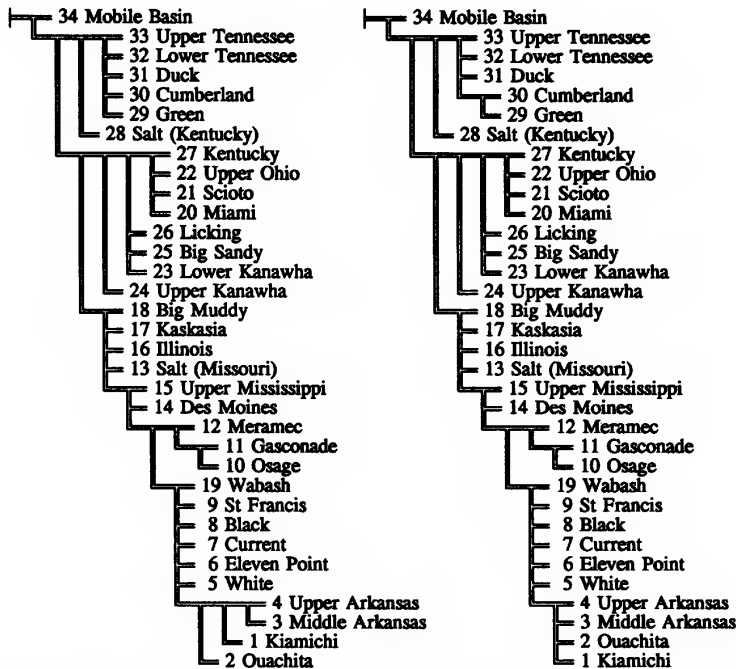 34 Mobile Basin
33 Upper Tennessee
32 Lower Tennessee
31 Duck
30 Cumberland
29 Green
28 Salt (Kentucky)
27 Kentucky
22 Upper Ohio
21 Scioto
20 Miami
26 Licking
25 Big Sandy
23 Lower Kanawha
24 Upper Kanawha
18 Big Muddy
17 Kaskasia
16 Illinois
13 Salt (Missouri)
15 Upper Mississippi
14 Des Moines
12 Meramec
11 Gasconade
10 Osage
19 Wabash
9 St Francis
8 Black
7 Current
6 Eleven Point
5 White
4 Upper Arkansas
3 Middle Arkansas
1 Kiamichi
2 Ouachita
34 Mobile Basin
33 Upper Tennessee
32 Lower Tennessee
31 Duck
30 Cumberland
29 Green
28 Salt (Kentucky)
27 Kentucky
22 Upper Ohio
21 Scioto
20 Miami
26 Licking
25 Big Sandy
23 Lower Kanawha
24 Upper Kanawha
18 Big Muddy
17 Kaskasia
16 Illinois
13 Salt (Missouri)
15 Upper Mississippi
14 Des Moines
12 Meramec
11 Gasconade
10 Osage
19 Wabash
9 St Francis
8 Black
7 Current
6 Eleven Point
5 White
4 Upper Arkansas
3 Middle Arkansas
2 Ouachita
1 Kiamichi